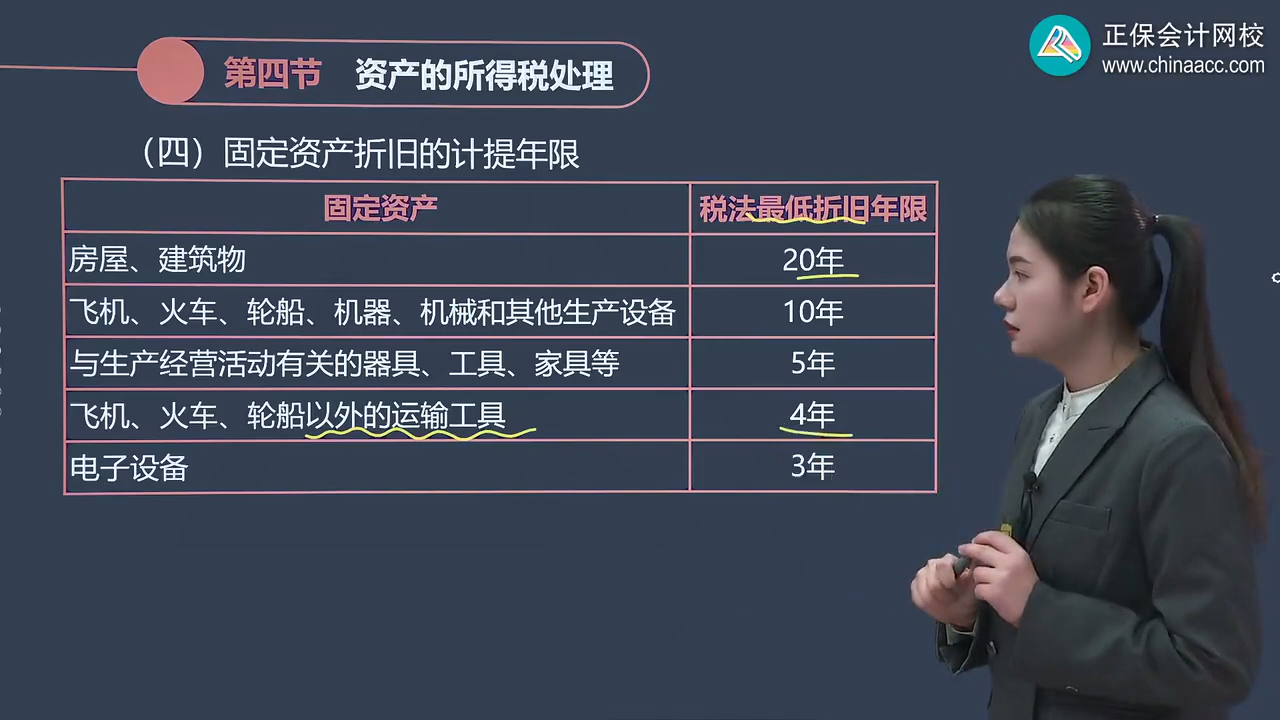 正保会计网校
www.chinaacc.com
第四节 资产的所得税处理
（四）固定资产折旧的计提年限
固定资产 税法最低折旧年限
房屋、建筑物 20年
飞机、火车、轮船、机器、机械和其他生产设备 10年
与生产经营活动有关的器具、工具、家具等 5年
飞机、火车、轮船以外的运输工具 4年
电子设备 3年